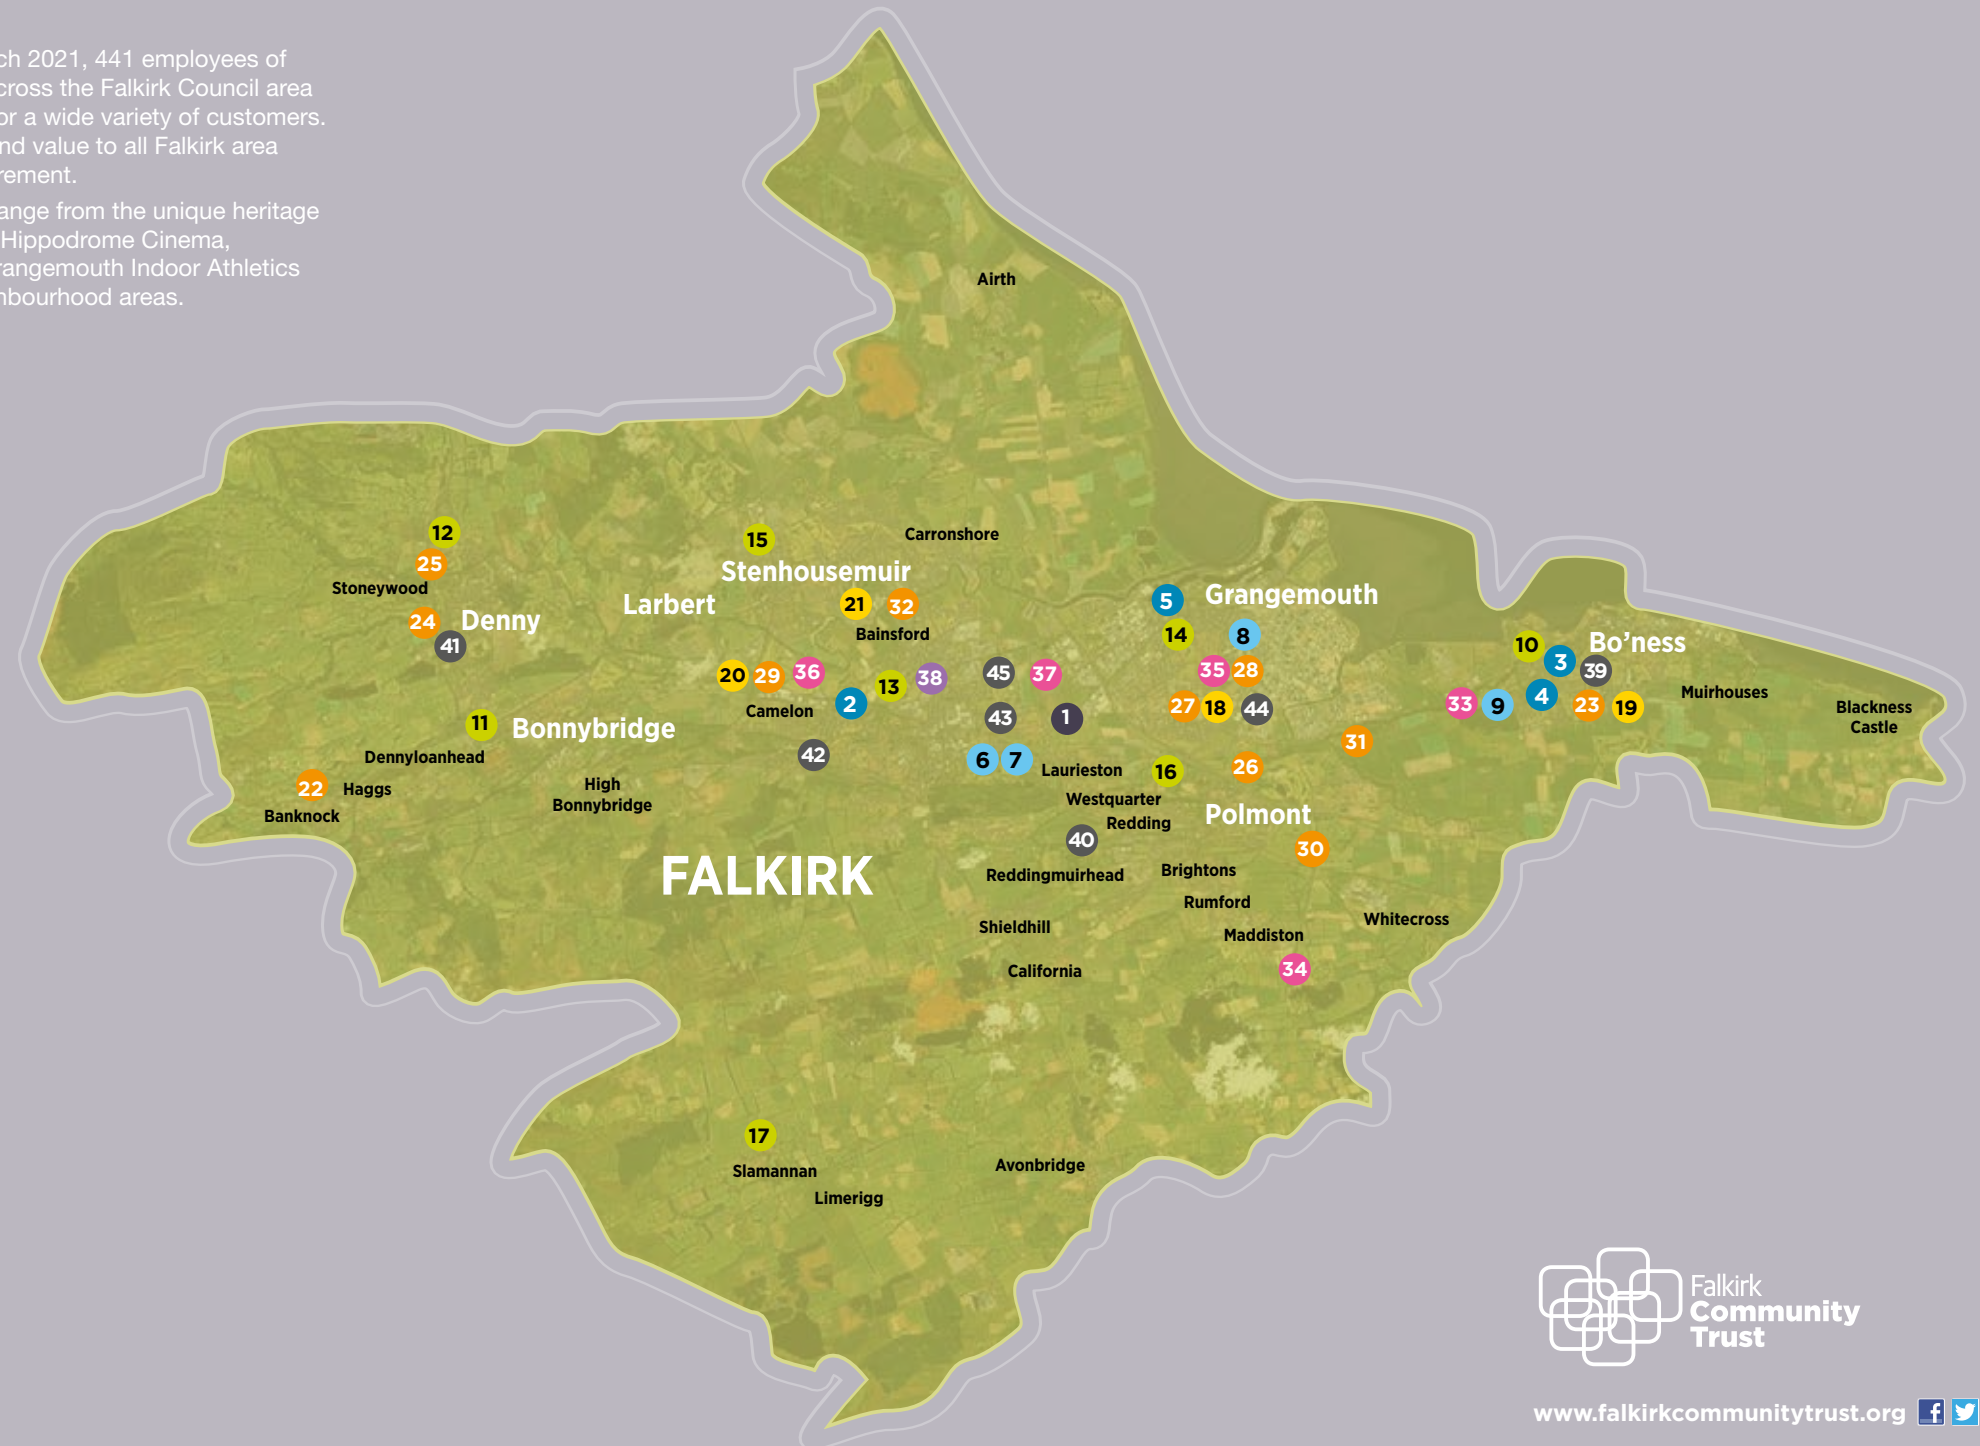 ch 2021, 441 employees of
cross the Falkirk Council area
or a wide variety of customers.
nd value to all Falkirk area
rement.
ange from the unique heritage
Hippodrome Cinema,
rangemouth Indoor Athletics
nbourhood areas.
Airth
12
15
Carronshore
25
Stenhousemuir
Stoneywood
5
Grangemouth
Larbert
21
32
24
Denny
Bainsford
14
8
41
10
Bo'ness
3
39
20
29
36
13
38
45
37
35
28
Muirhouses
Camelon
2
43
1
27
18
44
33
9
4
23
19
Blackness
Castle
11
Bonnybridge
31
Dennyloanhead
42
6
7
Laurieston
16
26
22
Haggs
High
Bonnybridge
Banknock
Westquarter
Redding
Polmont
40
30
FALKIRK
Reddingmuirhead
Brightons
Rumford
Shieldhill
Whitecross
Maddiston
California
34
17
Slamannan
Avonbridge
Limerigg
Falkirk
Community
Trust
www.falkirkcommunitytrust.org